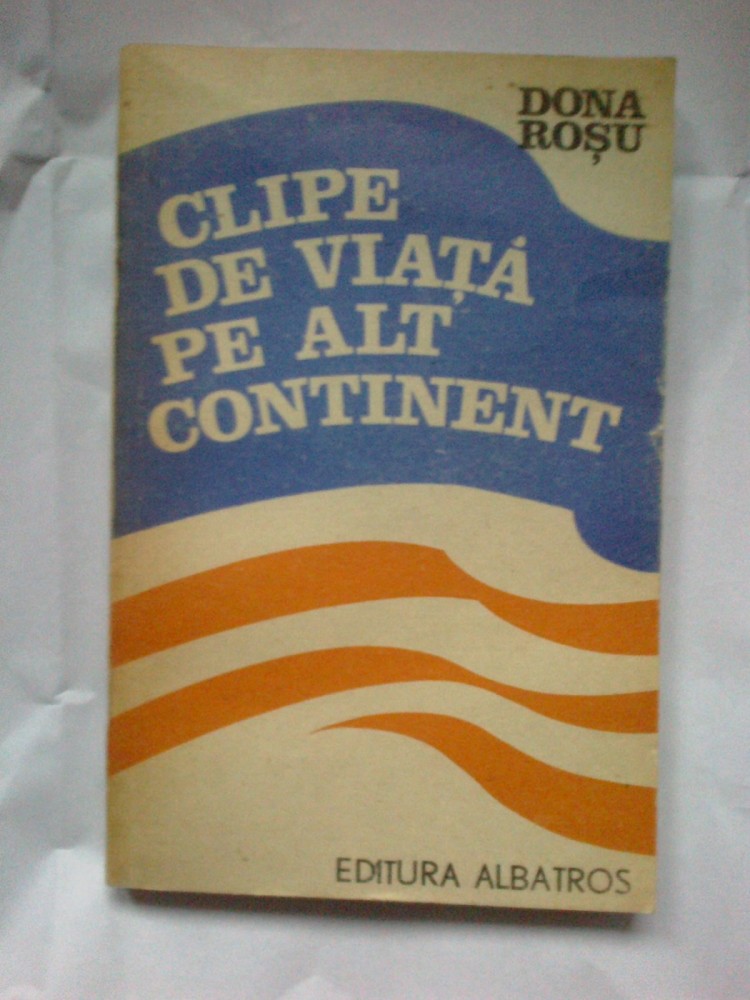 DONA
ROȘU
CLIPE
DE VIAȚĂ
PE ALT
CONTINENT
EDITURA ALBATROS